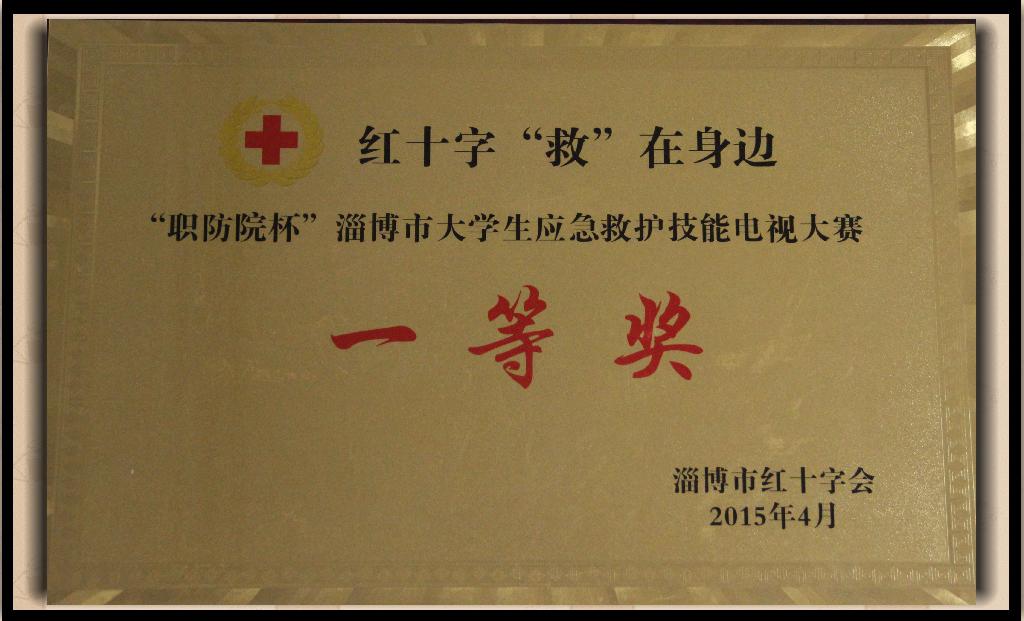 红十字“救”在身边
“职防院杯”淄博市大学生应急救护技能电视大赛
一等奖
淄博市红十字会
2015年4月